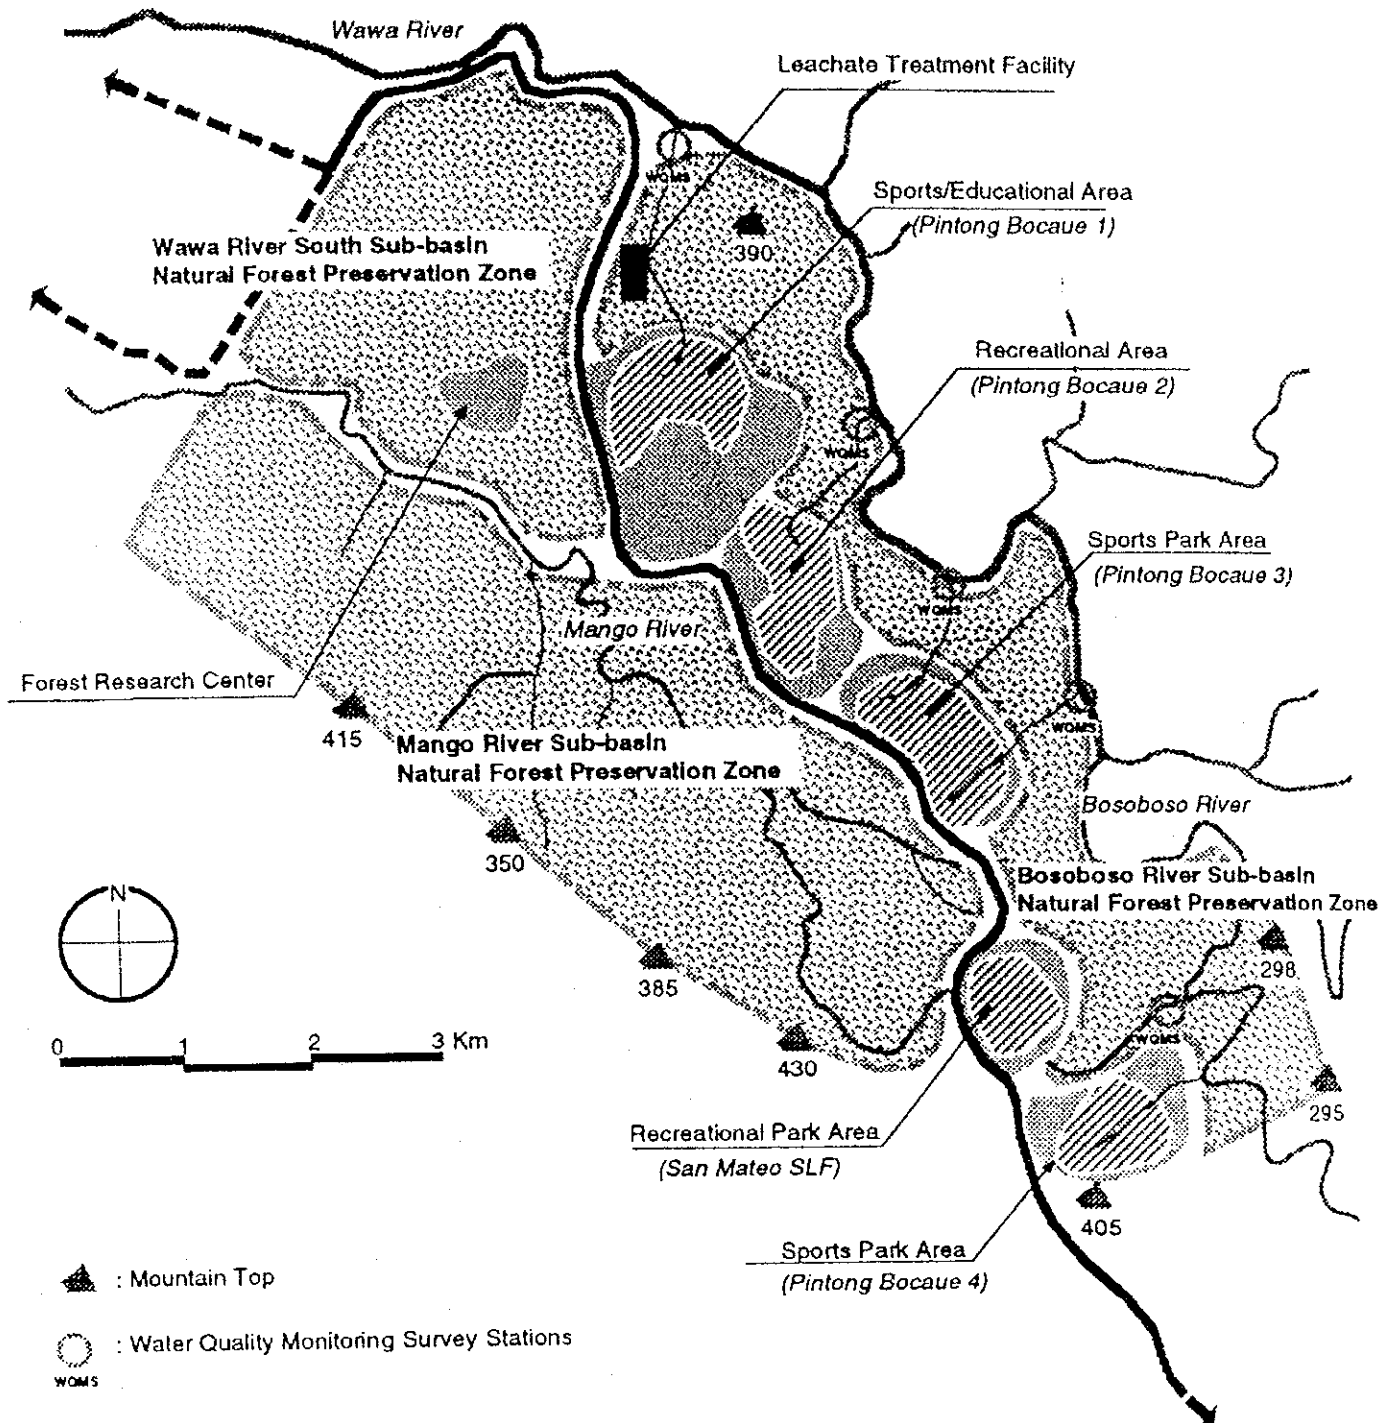 Wawa River
Leachate Treatment Facility
WQMS
Sports/Educational Area
(Pintong Bocaue 1)
390
Wawa River South Sub-basin
Natural Forest Preservation Zone
Recreational Area
(Pintong Bocaue 2)
WQMS
Sports Park Area
(Pintong Bocaue 3)
WQMS
Mango River
Forest Research Center
WQMS
415
Mango River Sub-basin
Natural Forest Preservation Zone
Bosoboso River
350
Bosoboso River Sub-basin
Natural Forest Preservation Zone
N
298
385
0 1 2 3 Km
WQMS
430
295
Recreational Park Area
(San Mateo SLF)
405
Sports Park Area
(Pintong Bocaue 4)
: Mountain Top
: Water Quality Monitoring Survey Stations
WQMS